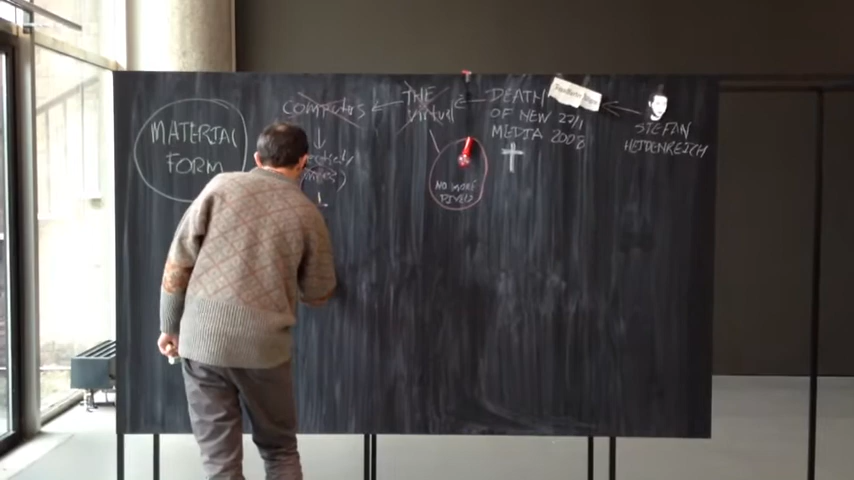 MATERIAL
FORM
COMPUTERS
THE
VIRTUAL
NO MORE
PIXELS
DEATH
OF NEW 27/1
MEDIA 2008
STEFAN
HEIDENREICH